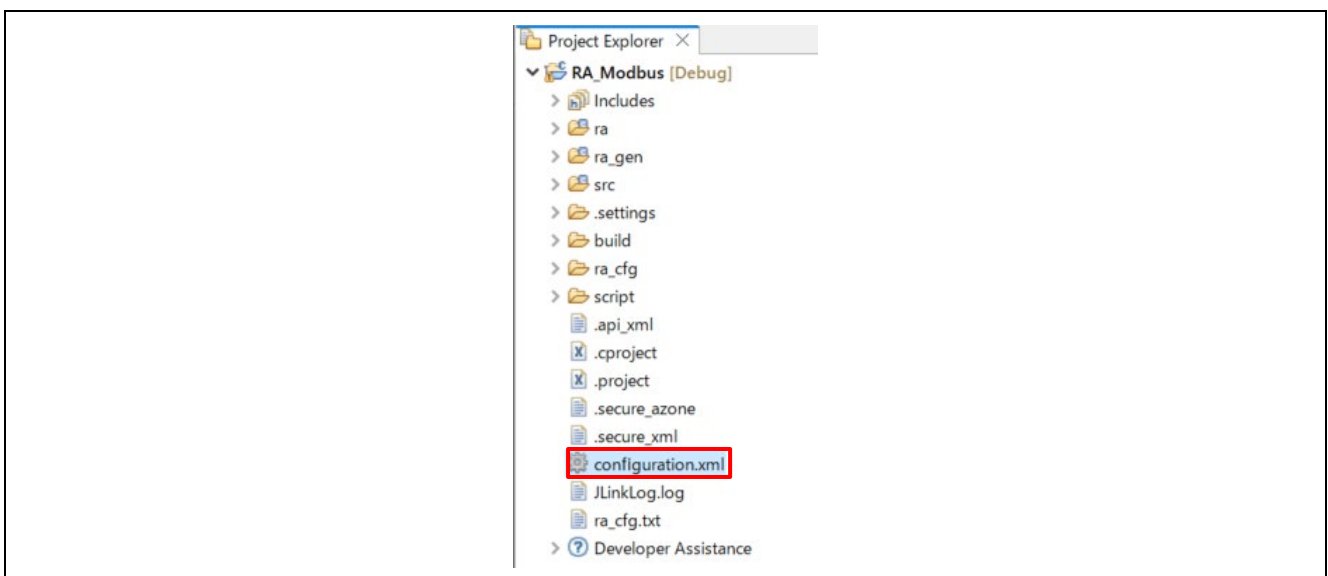 Project Explorer
RA_Modbus [Debug]
Includes
ra
ra_gen
src
.settings
build
ra_cfg
script
.api_xml
.cproject
.project
.secure_azone
.secure_xml
configuration.xml
JLinkLog.log
ra_cfg.txt
Developer Assistance